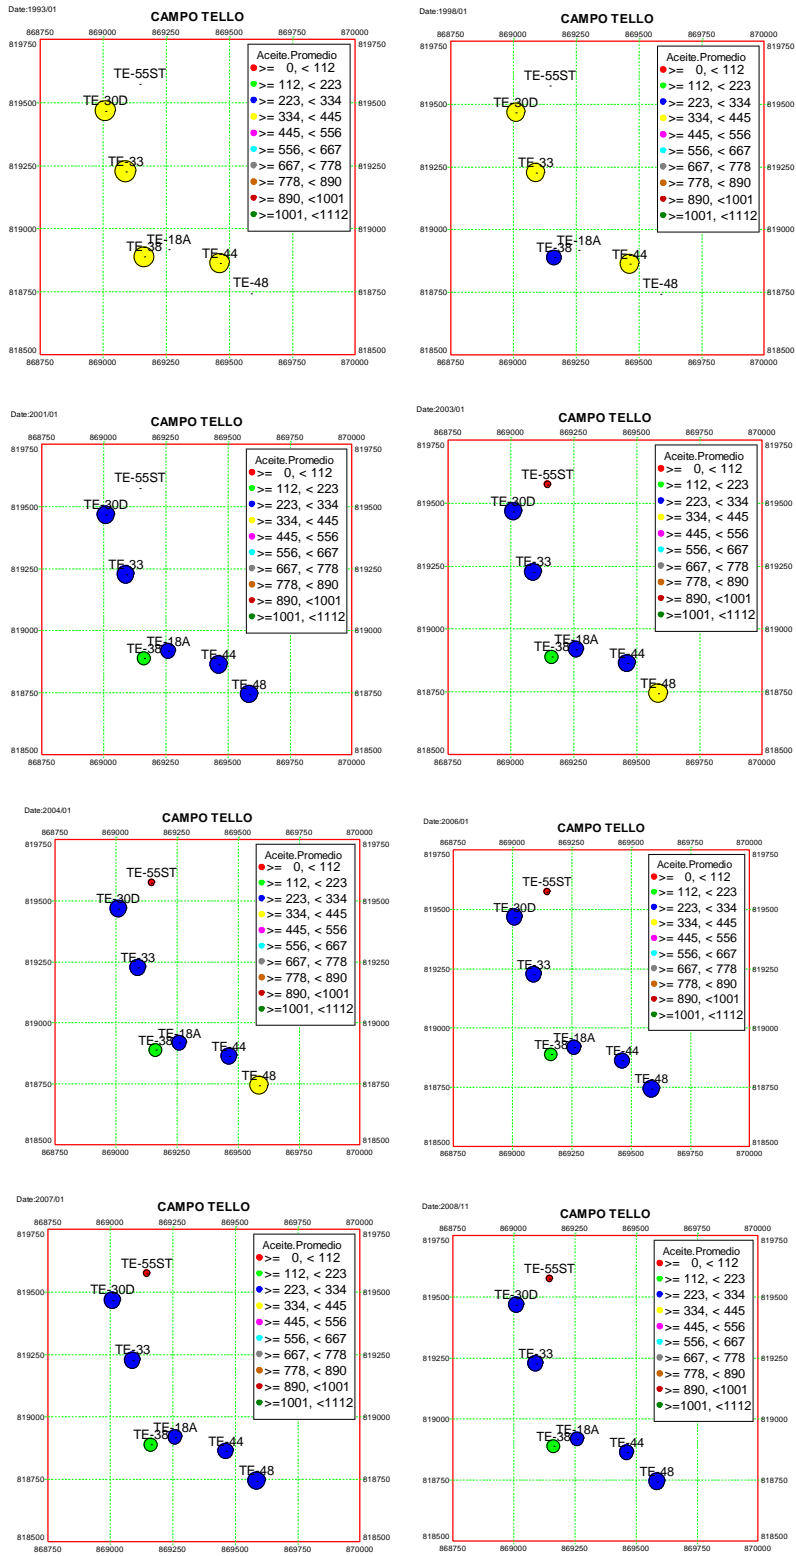 Date:1993/01
CAMPO TELLO
868750 869000 869250 869500 869750 870000
819750 819750
Aceite.Promedio
>= 0, < 112
>= 112, < 223
>= 223, < 334
>= 334, < 445
>= 445, < 556
>= 556, < 667
>= 667, < 778
>= 778, < 890
>= 890, <1001
>=1001, <1112
TE-55ST
819500 TE-30D 819500
TE-33
819250 819250
819000 819000
TE-18A
TE-38 TE-44
TE-48
818750 818750
818500 818500
868750 869000 869250 869500 869750 870000
Date:1998/01
CAMPO TELLO
868750 869000 869250 869500 869750 870000
819750 819750
Aceite.Promedio
>= 0, < 112
>= 112, < 223
>= 223, < 334
>= 334, < 445
>= 445, < 556
>= 556, < 667
>= 667, < 778
>= 778, < 890
>= 890, <1001
>=1001, <1112
TE-55ST
819500 TE-30D 819500
TE-33
819250 819250
819000 819000
TE-18A
TE-38 TE-44
TE-48
818750 818750
818500 818500
868750 869000 869250 869500 869750 870000
Date:2001/01
CAMPO TELLO
868750 869000 869250 869500 869750 870000
819750 819750
Aceite.Promedio
>= 0, < 112
>= 112, < 223
>= 223, < 334
>= 334, < 445
>= 445, < 556
>= 556, < 667
>= 667, < 778
>= 778, < 890
>= 890, <1001
>=1001, <1112
TE-55ST
819500 TE-30D 819500
TE-33
819250 819250
819000 819000
TE-18A
TE-38 TE-44
TE-48
818750 818750
818500 818500
868750 869000 869250 869500 869750 870000
Date:2003/01
CAMPO TELLO
868750 869000 869250 869500 869750 870000
819750 819750
Aceite.Promedio
>= 0, < 112
>= 112, < 223
>= 223, < 334
>= 334, < 445
>= 445, < 556
>= 556, < 667
>= 667, < 778
>= 778, < 890
>= 890, <1001
>=1001, <1112
TE-55ST
819500 TE-30D 819500
TE-33
819250 819250
819000 819000
TE-18A
TE-38 TE-44
TE-48
818750 818750
818500 818500
868750 869000 869250 869500 869750 870000
Date:2004/01
CAMPO TELLO
868750 869000 869250 869500 869750 870000
819750 819750
Aceite.Promedio
>= 0, < 112
>= 112, < 223
>= 223, < 334
>= 334, < 445
>= 445, < 556
>= 556, < 667
>= 667, < 778
>= 778, < 890
>= 890, <1001
>=1001, <1112
TE-55ST
819500 TE-30D 819500
TE-33
819250 819250
819000 819000
TE-18A
TE-38 TE-44
TE-48
818750 818750
818500 818500
868750 869000 869250 869500 869750 870000
Date:2006/01
CAMPO TELLO
868750 869000 869250 869500 869750 870000
819750 819750
Aceite.Promedio
>= 0, < 112
>= 112, < 223
>= 223, < 334
>= 334, < 445
>= 445, < 556
>= 556, < 667
>= 667, < 778
>= 778, < 890
>= 890, <1001
>=1001, <1112
TE-55ST
819500 TE-30D 819500
TE-33
819250 819250
819000 819000
TE-18A
TE-38 TE-44
TE-48
818750 818750
818500 818500
868750 869000 869250 869500 869750 870000
Date:2007/01
CAMPO TELLO
868750 869000 869250 869500 869750 870000
819750 819750
Aceite.Promedio
>= 0, < 112
>= 112, < 223
>= 223, < 334
>= 334, < 445
>= 445, < 556
>= 556, < 667
>= 667, < 778
>= 778, < 890
>= 890, <1001
>=1001, <1112
TE-55ST
819500 TE-30D 819500
TE-33
819250 819250
819000 819000
TE-18A
TE-38 TE-44
TE-48
818750 818750
818500 818500
868750 869000 869250 869500 869750 870000
Date:2008/11
CAMPO TELLO
868750 869000 869250 869500 869750 870000
819750 819750
Aceite.Promedio
>= 0, < 112
>= 112, < 223
>= 223, < 334
>= 334, < 445
>= 445, < 556
>= 556, < 667
>= 667, < 778
>= 778, < 890
>= 890, <1001
>=1001, <1112
TE-55ST
819500 TE-30D 819500
TE-33
819250 819250
819000 819000
TE-18A
TE-38 TE-44
TE-48
818750 818750
818500 818500
868750 869000 869250 869500 869750 870000